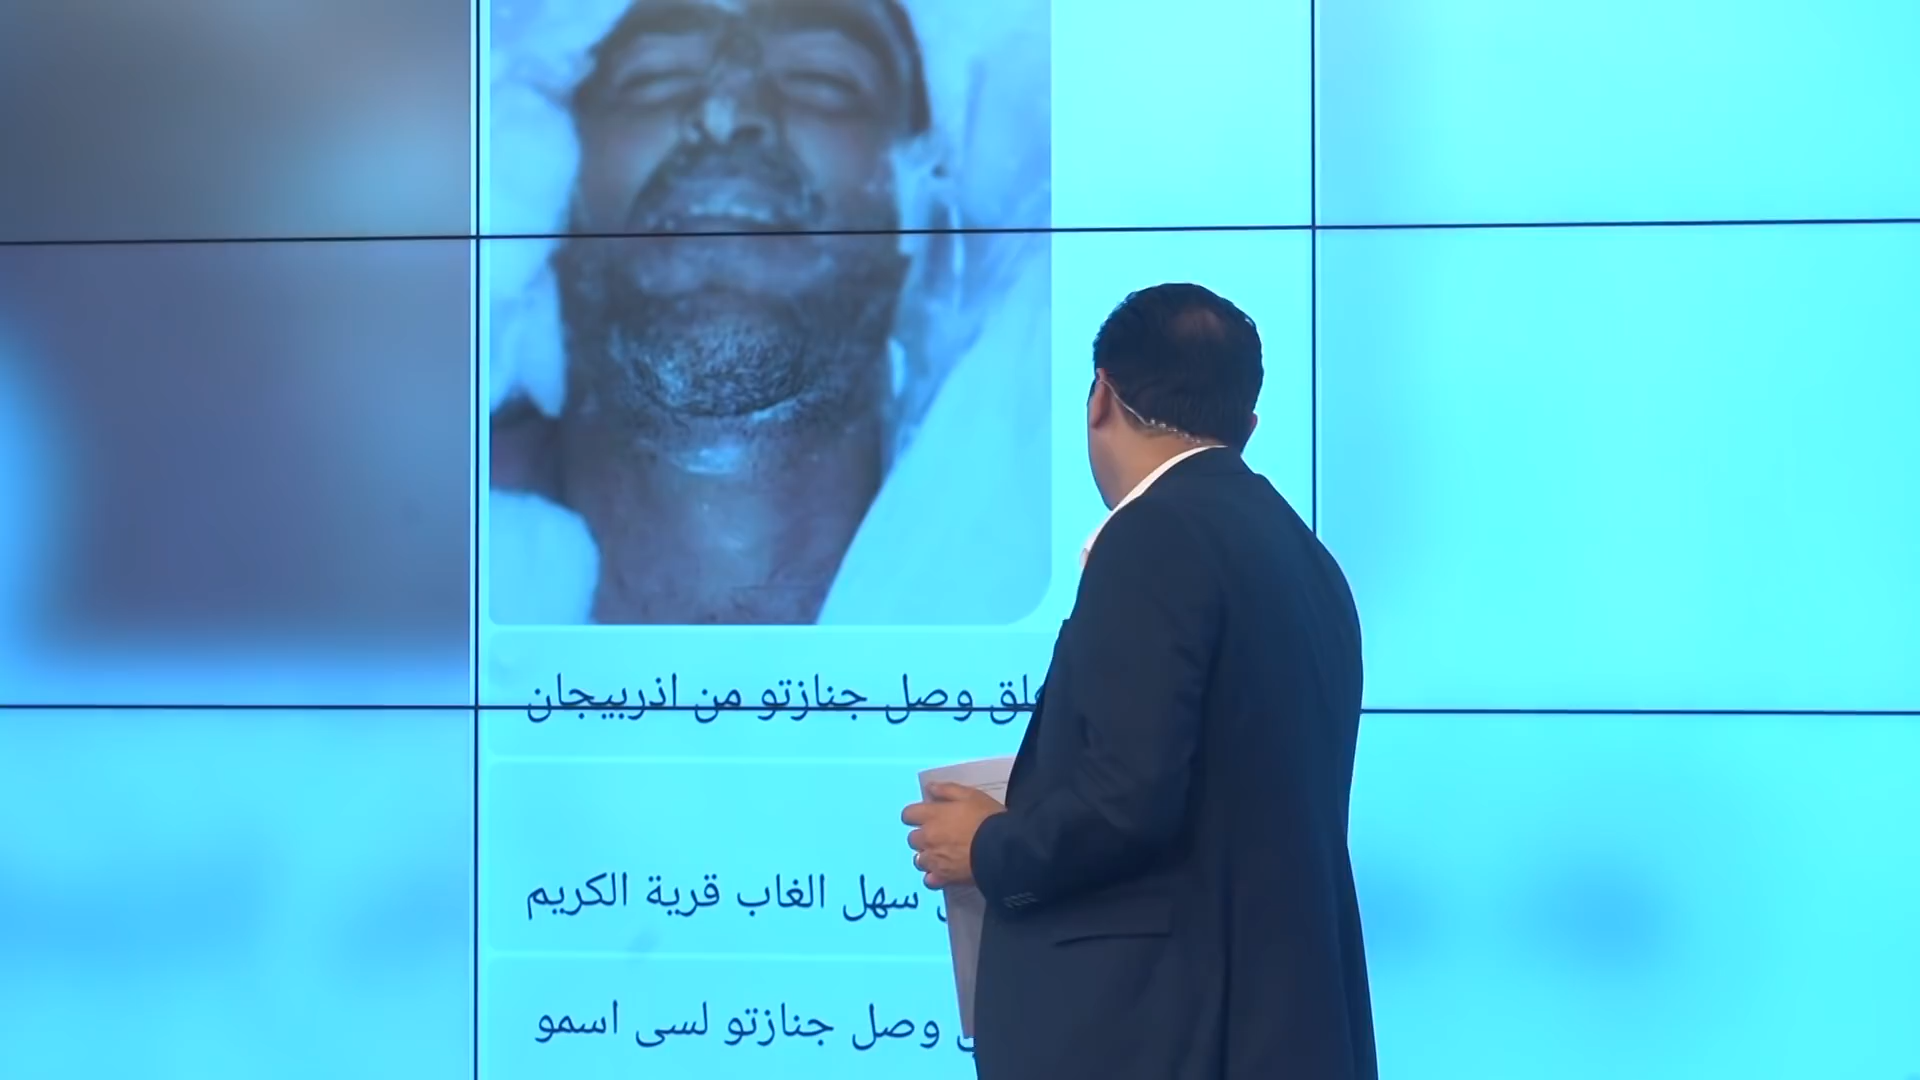 وصل جنازتو من اذربيجان
سهل الغاب قرية الكريم
وصل جنازتو لسى اسمو